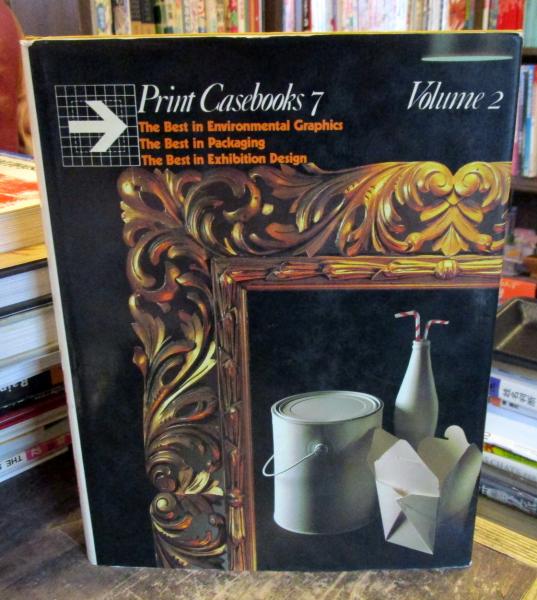 Print Casebooks 7
Volume 2
The Best in Environmental Graphics
The Best in Packaging
The Best in Exhibition Design
THE